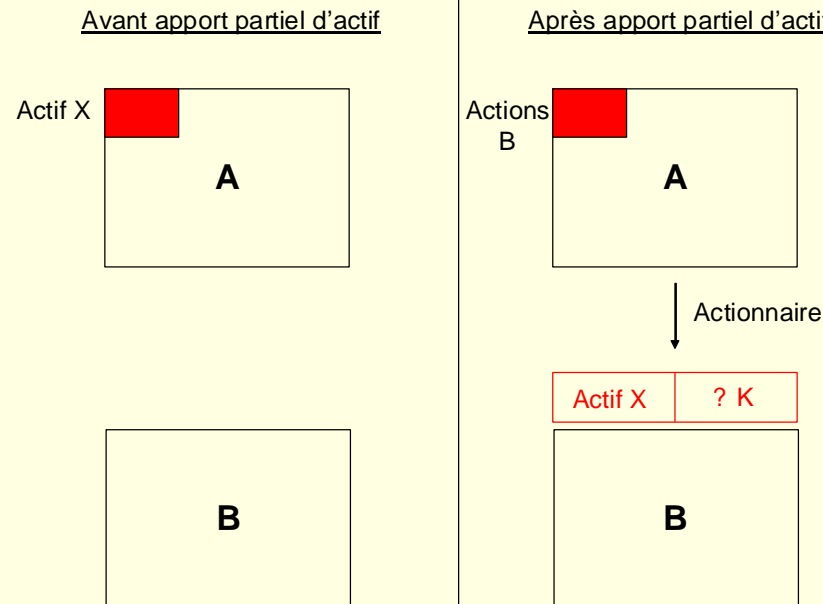 Avant apport partiel d'actif
Actif X
A
B
Après apport partiel d'actif
Actions
B
A
Actionnaire
Actif X
? K
B